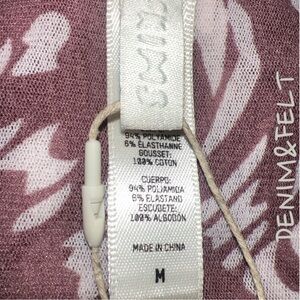 94% POLYAMIDE
6% ELASTHANNE
GOUSSET:
100% COTON
CUERPO:
94% POLIAMIDA
6% ELASTANO
ESCUDETE:
100% ALGODÓN
MADE IN CHINA
M
DENIM&FELT